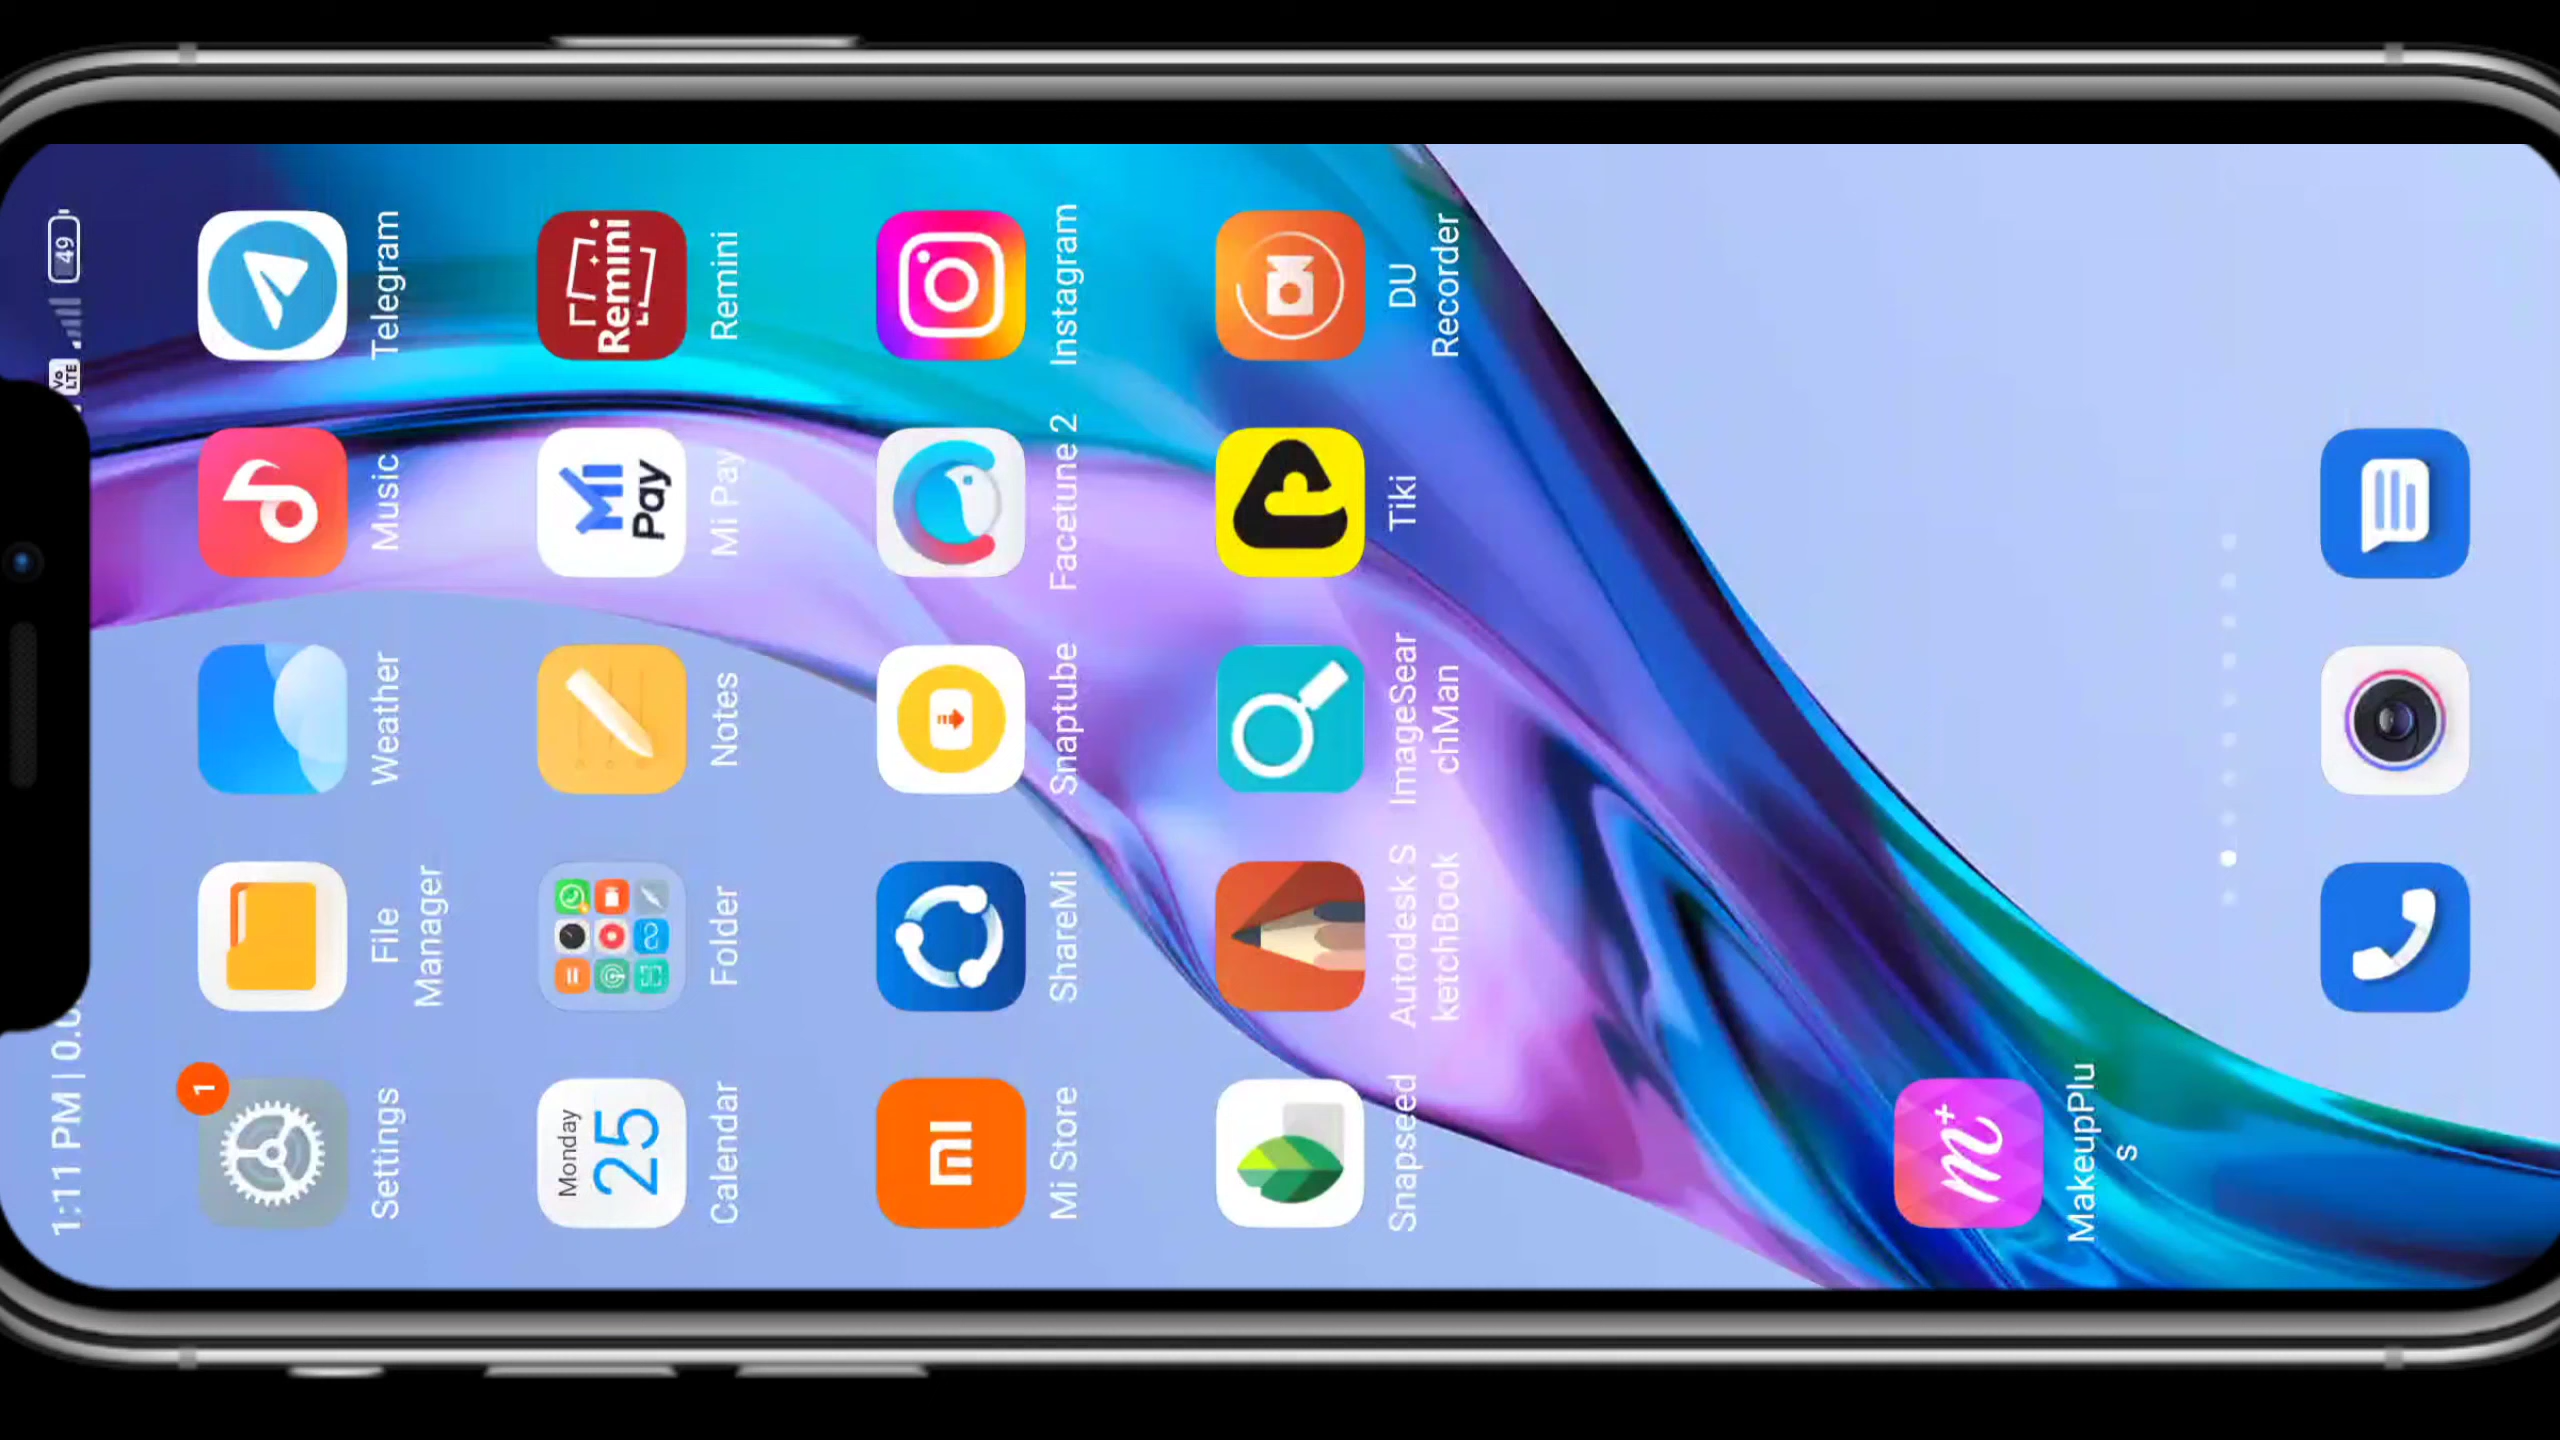 1:11 PM | 0.0
Vo
LTE
49
1
Settings
File
Manager
Weather
Music
Telegram
Monday
25
Mi
Pay
Remini
Calendar
Folder
Notes
Mi Pay
Remini
Mi Store
ShareMi
Snaptube
Facetune 2
Instagram
Snapseed
Autodesk S
ketchBook
ImageSear
chMan
Tiki
DU
Recorder
m+
MakeupPlu
s